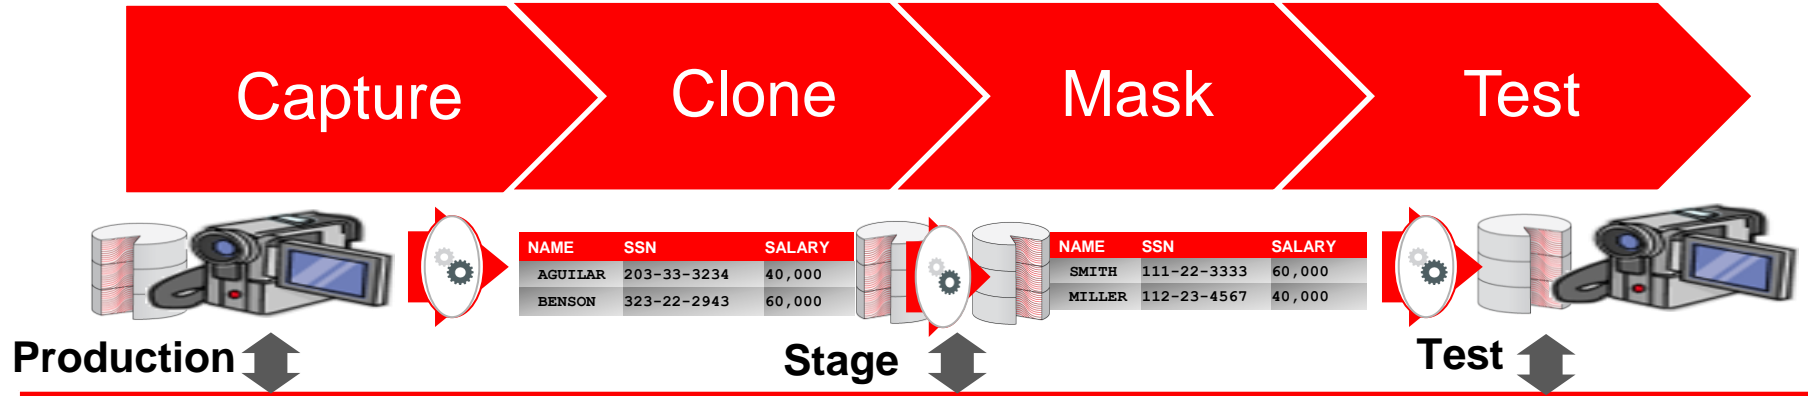 Capture Clone Mask Test
NAME SSN SALARY
AGUILAR 203-33-3234 40,000
BENSON 323-22-2943 60,000
NAME SSN SALARY
SMITH 111-22-3333 60,000
MILLER 112-23-4567 40,000
Production Stage Test